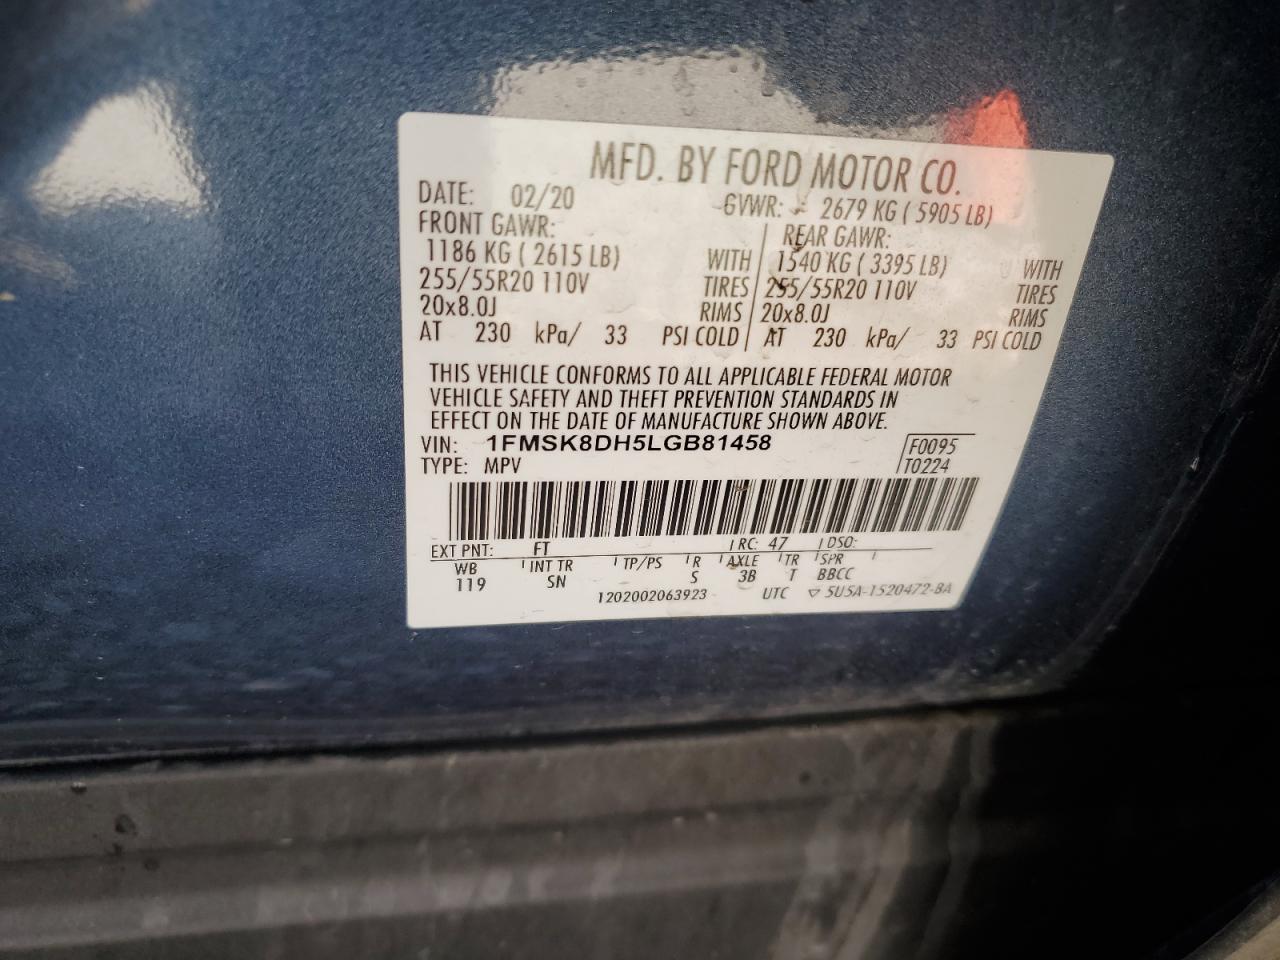 MFD. BY FORD MOTOR CO.
DATE: 02/20 GVWR: 2679 KG ( 5905 LB)
FRONT GAWR: REAR GAWR:
1186 KG ( 2615 LB) WITH 1540 KG ( 3395 LB) WITH
255/55R20 110V TIRES 255/55R20 110V TIRES
20x8.0J RIMS 20x8.0J RIMS
AT 230 kPa/ 33 PSI COLD AT 230 kPa/ 33 PSI COLD
THIS VEHICLE CONFORMS TO ALL APPLICABLE FEDERAL MOTOR
VEHICLE SAFETY AND THEFT PREVENTION STANDARDS IN
EFFECT ON THE DATE OF MANUFACTURE SHOWN ABOVE.
VIN: 1FMSK8DH5LGB81458 F0095
TYPE: MPV T0224
EXT PNT: FT RC: 47 DSO:
WB INT TR TP/PS R AXLE TR SPR
119 SN S 3B T BBCC
1202002063923 UTC ▽ 5U5A-1520472-BA